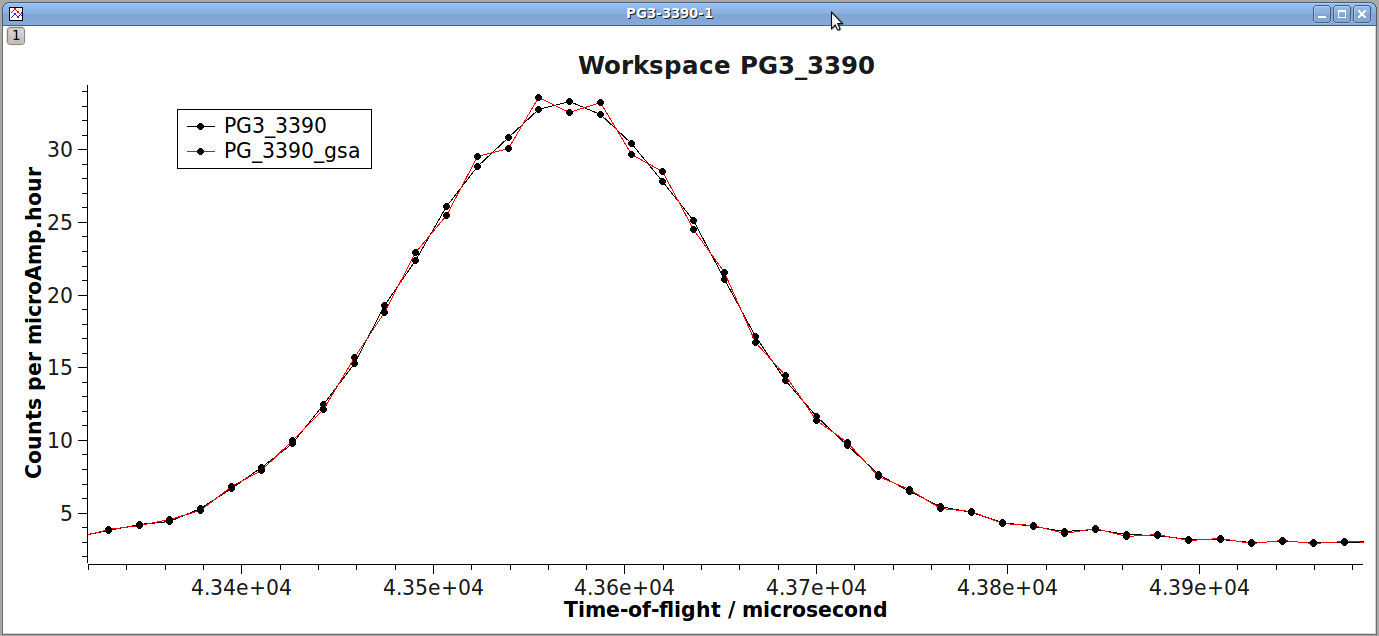 PG3-3390-1
1
Workspace PG3_3390
PG3_3390
PG_3390_gsa
Counts per microAmp.hour
30
25
20
15
10
5
4.34e+04 4.35e+04 4.36e+04 4.37e+04 4.38e+04 4.39e+04
Time-of-flight / microsecond